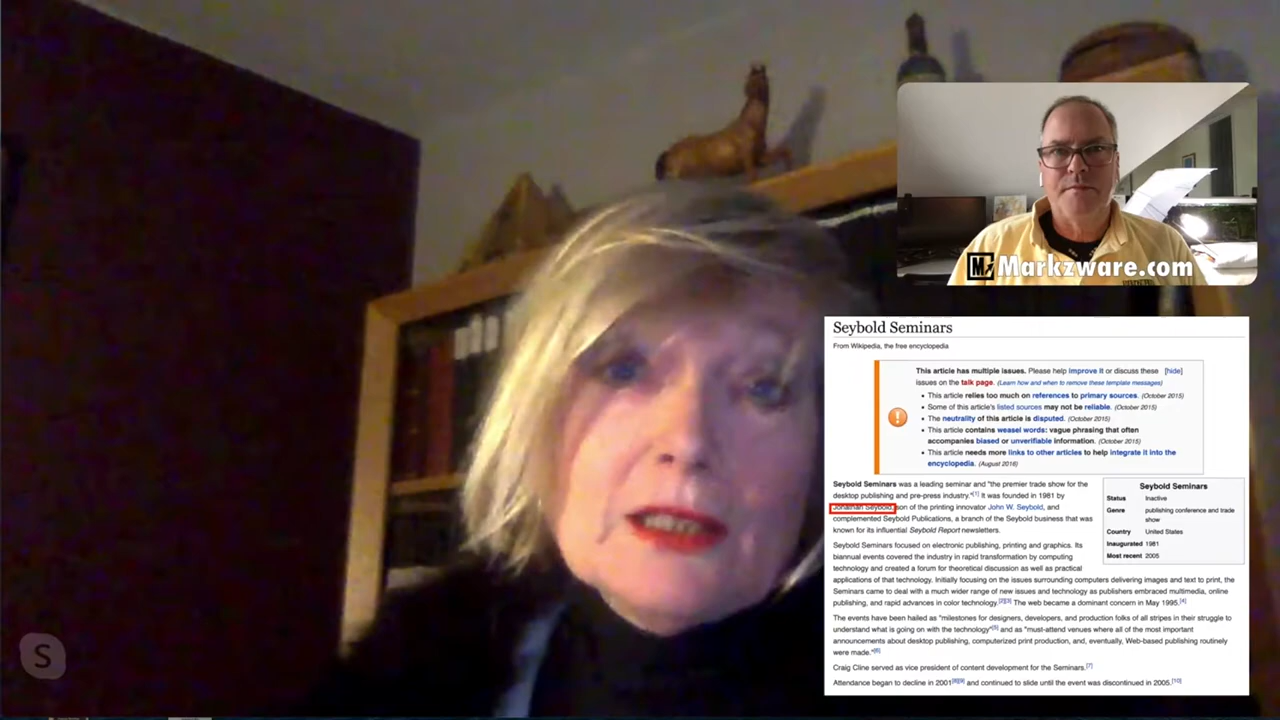 Markzware.com
Seybold Seminars
From Wikipedia, the free encyclopedia
This article has multiple issues. Please help improve it or discuss these [hide]
issues on the talk page. (Learn how and when to remove these template messages)
• This article relies too much on references to primary sources. (October 2015)
• Some of this article's listed sources may not be reliable. (October 2015)
• The neutrality of this article is disputed. (October 2015)
• This article contains weasel words: vague phrasing that often
accompanies biased or unverifiable information. (October 2015)
• This article needs more links to other articles to help integrate it into the
encyclopedia. (August 2016)
Seybold Seminars was a leading seminar and "the premier trade show for the
desktop publishing and pre-press industry."[1] It was founded in 1981 by
Jonathan Seybold, son of the printing innovator John W. Seybold, and
complemented Seybold Publications, a branch of the Seybold business that was
known for its influential Seybold Report newsletters.
Seybold Seminars
Status Inactive
Genre publishing conference and trade
show
Country United States
Inaugurated 1981
Most recent 2005
Seybold Seminars focused on electronic publishing, printing and graphics. Its
biannual events covered the industry in rapid transformation by computing
technology and created a forum for theoretical discussion as well as practical
applications of that technology. Initially focusing on the issues surrounding computers delivering images and text to print, the
Seminars came to deal with a much wider range of new issues and technology as publishers embraced multimedia, online
publishing, and rapid advances in color technology.[2][3] The web became a dominant concern in May 1995.[4]
The events have been hailed as "milestones for designers, developers, and production folks of all stripes in their struggle to
understand what is going on with the technology"[5] and as "must-attend venues where all of the most important
announcements about desktop publishing, computerized print production, and, eventually, Web-based publishing routinely
were made."[6]
Craig Cline served as vice president of content development for the Seminars.[7]
Attendance began to decline in 2001[8][9] and continued to slide until the event was discontinued in 2005.[10]
S